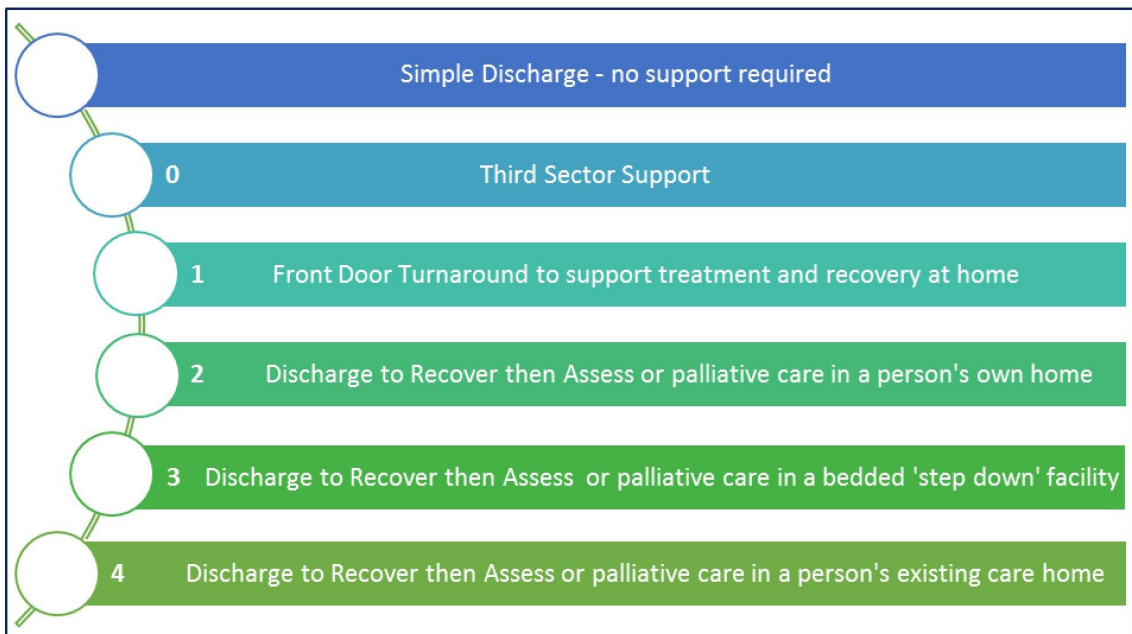 Simple Discharge - no support required
0 Third Sector Support
1 Front Door Turnaround to support treatment and recovery at home
2 Discharge to Recover then Assess or palliative care in a person's own home
3 Discharge to Recover then Assess or palliative care in a bedded 'step down' facility
4 Discharge to Recover then Assess or palliative care in a person's existing care home